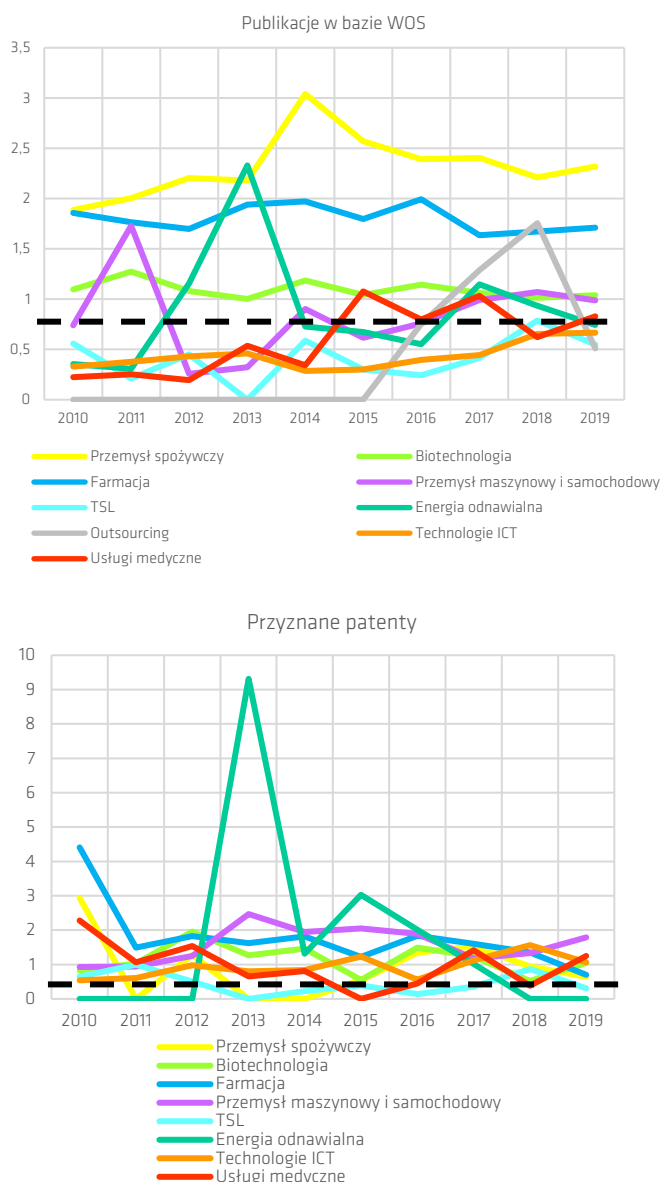 Publikacje w bazie WOS
3,5
3
2,5
2
1,5
1
0,5
0
2010 2011 2012 2013 2014 2015 2016 2017 2018 2019
Przemysł spożywczy Biotechnologia
Farmacja Przemysł maszynowy i samochodowy
TSL Energia odnawialna
Outsourcing Technologie ICT
Usługi medyczne
Przyznane patenty
10
9
8
7
6
5
4
3
2
1
0
2010 2011 2012 2013 2014 2015 2016 2017 2018 2019
Przemysł spożywczy
Biotechnologia
Farmacja
Przemysł maszynowy i samochodowy
TSL
Energia odnawialna
Technologie ICT
Usługi medyczne